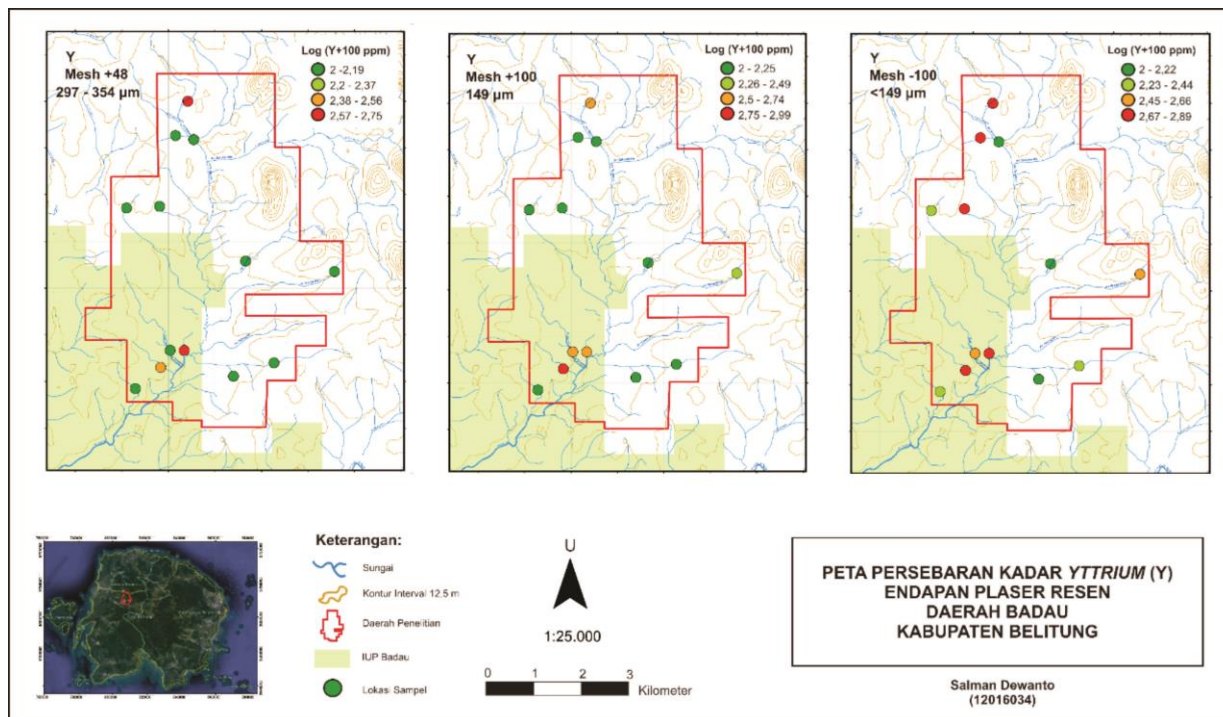 Y
Mesh +48
297 - 354 µm
Log (Y+100 ppm)
2 -2,19
2,2 - 2,37
2,38 - 2,56
2,57 - 2,75
Y
Mesh +100
149 µm
Log (Y+100 ppm)
2 - 2,25
2,26 - 2,49
2,5 - 2,74
2,75 - 2,99
Y
Mesh -100
<149 µm
Log (Y+100 ppm)
2 - 2,22
2,23 - 2,44
2,45 - 2,66
2,67 - 2,89
Keterangan:
Sungai
Kontur Interval 12,5 m
Daerah Penelitian
IUP Badau
Lokasi Sampel
U
1:25.000
0 1 2 3
Kilometer
PETA PERSEBARAN KADAR YTTRIUM (Y)
ENDAPAN PLASER RESEN
DAERAH BADAU
KABUPATEN BELITUNG
Salman Dewanto
(12016034)